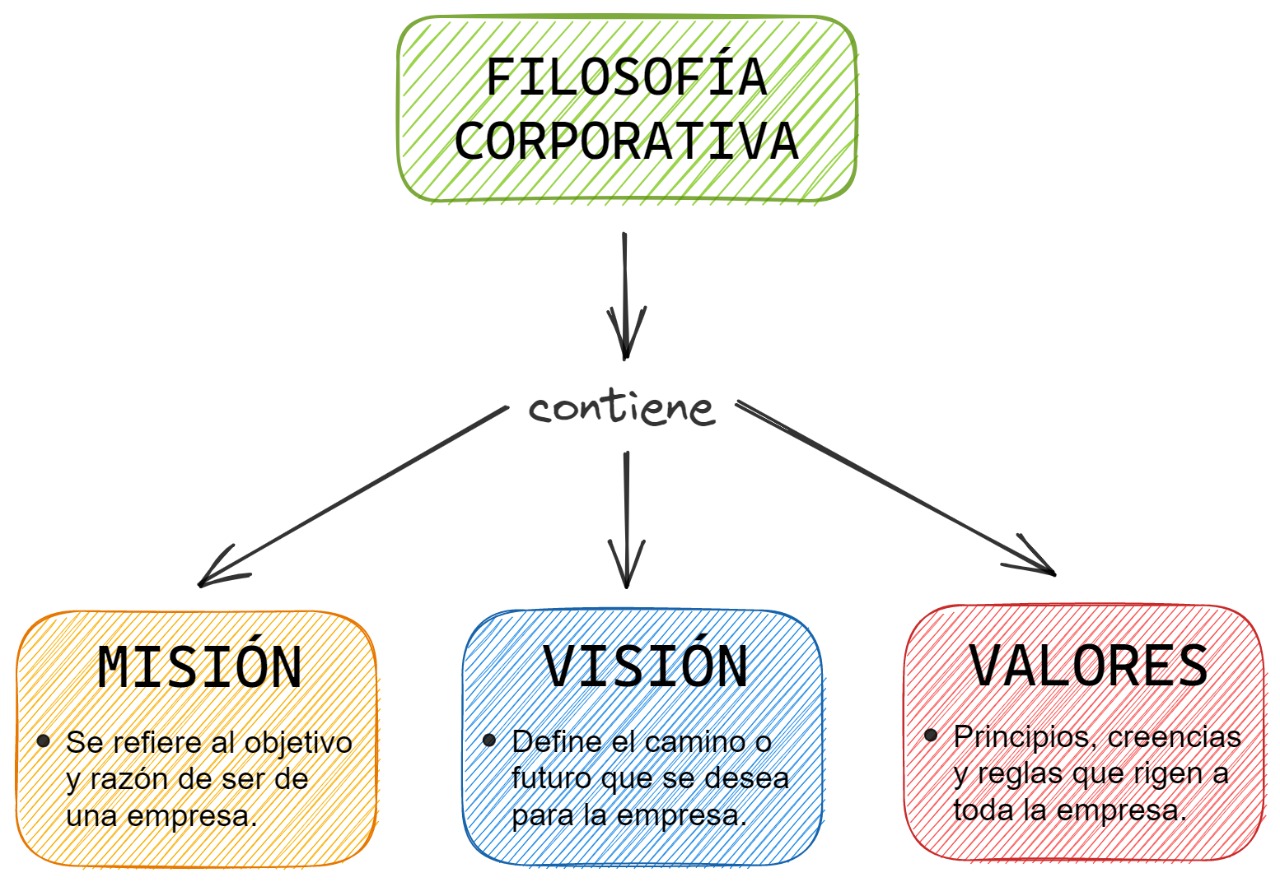 FILOSOFÍA
CORPORATIVA
contiene
MISIÓN
• Se refiere al objetivo
y razón de ser de
una empresa.
VISIÓN
• Define el camino o
futuro que se desea
para la empresa.
VALORES
• Principios, creencias
y reglas que rigen a
toda la empresa.